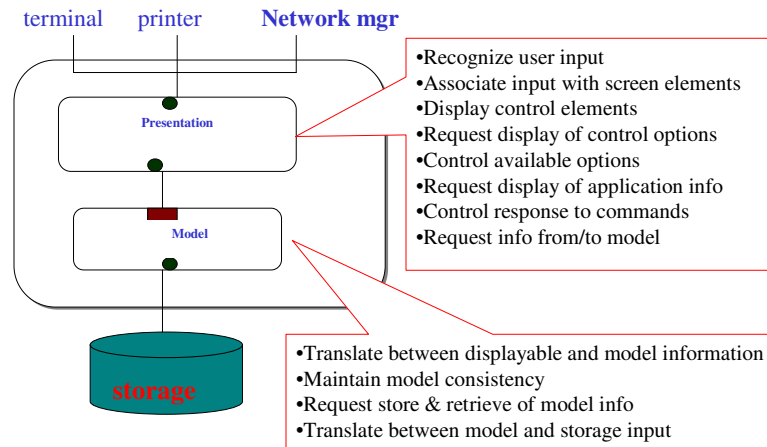 terminal printer Network mgr
Presentation
•Recognize user input
•Associate input with screen elements
•Display control elements
•Request display of control options
•Control available options
•Request display of application info
•Control response to commands
•Request info from/to model
Model
storage
•Translate between displayable and model information
•Maintain model consistency
•Request store & retrieve of model info
•Translate between model and storage input